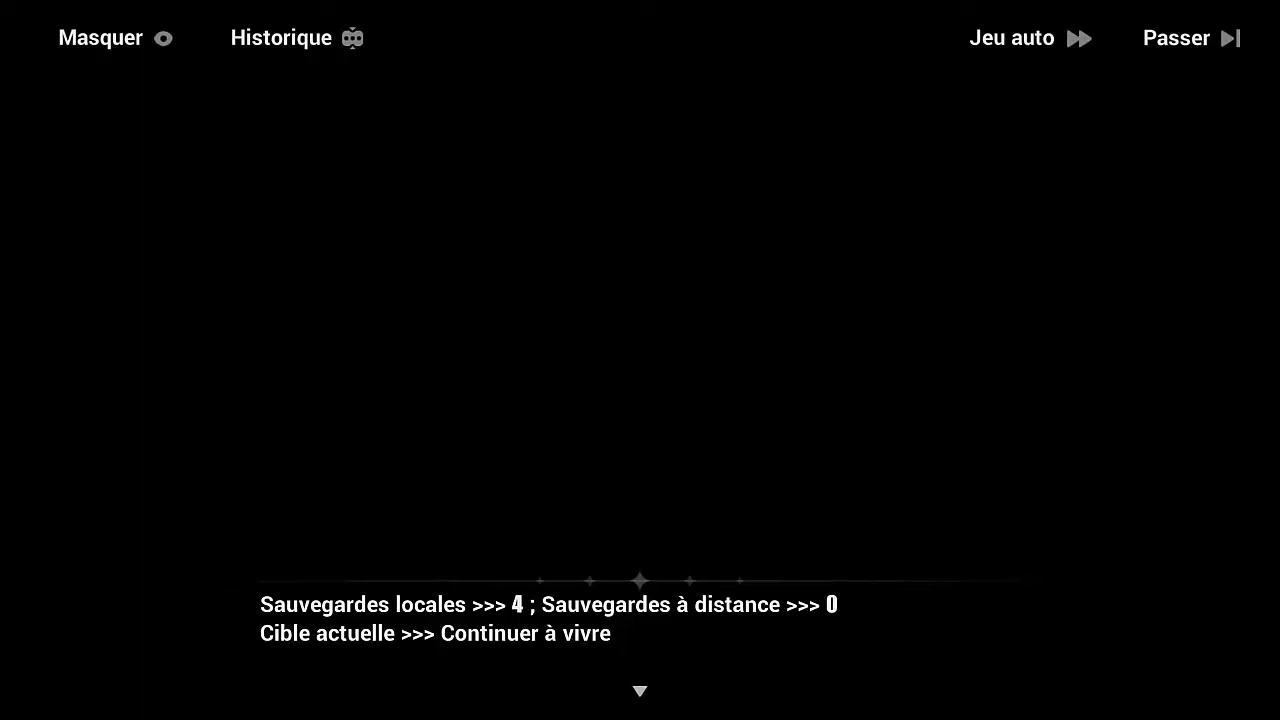 Masquer Historique Jeu auto Passer
Sauvegardes locales >>> 4 ; Sauvegardes à distance >>> 0
Cible actuelle >>> Continuer à vivre